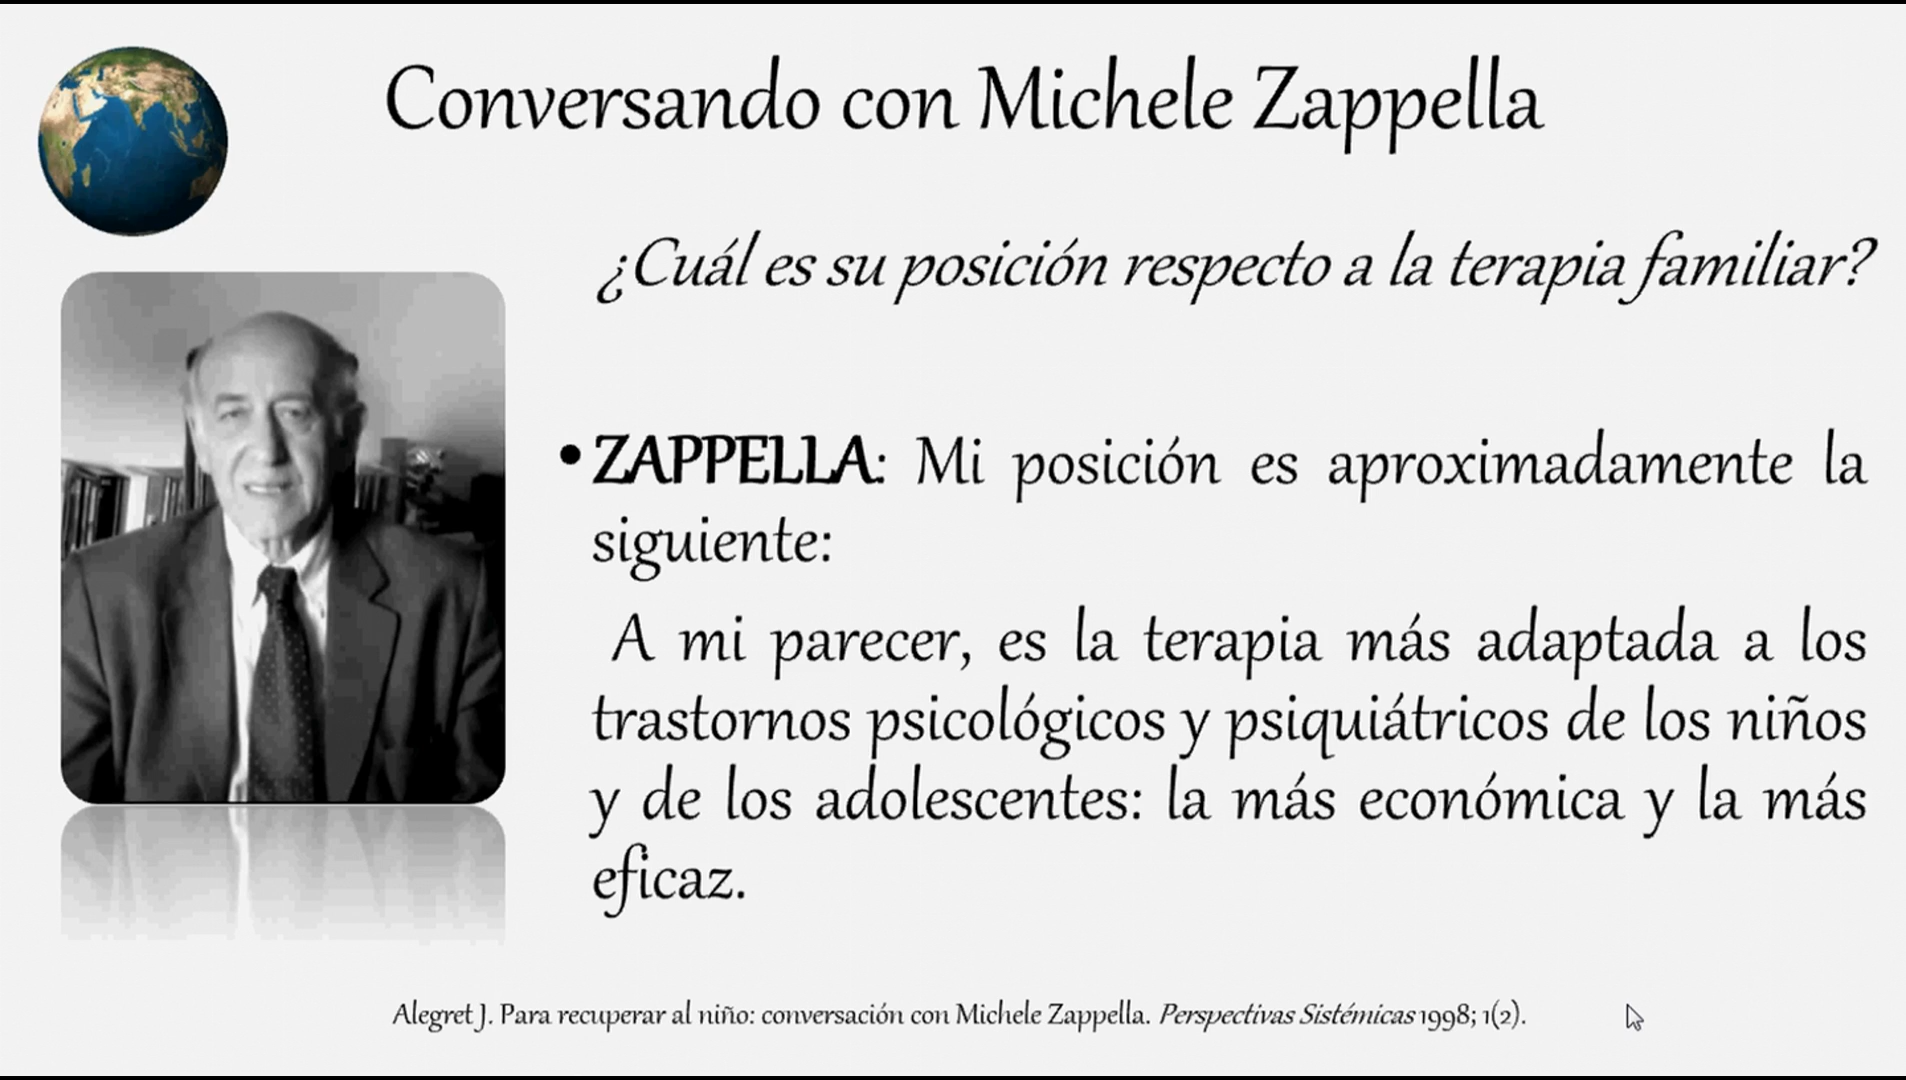 Conversando con Michele Zappella
¿Cuál es su posición respecto a la terapia familiar?
• ZAPPELLA: Mi posición es aproximadamente la
siguiente:
A mi parecer, es la terapia más adaptada a los
trastornos psicológicos y psiquiátricos de los niños
y de los adolescentes: la más económica y la más
eficaz.
Alegret J. Para recuperar al niño: conversación con Michele Zappella. Perspectivas Sistémicas 1998; 1(2).